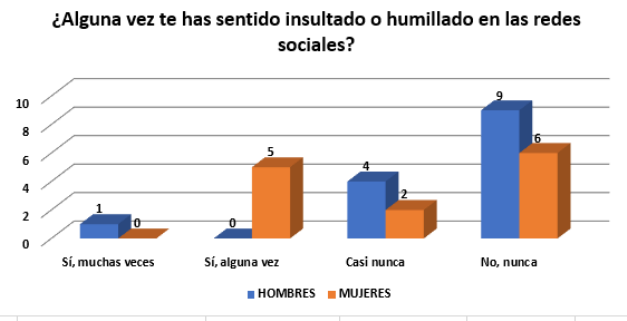 ¿Alguna vez te has sentido insultado o humillado en las redes
sociales?
10
8
6
4
2
0
1
0
0
5
4
2
9
6
Sí, muchas veces
Sí, alguna vez
Casi nunca
No, nunca
HOMBRES
MUJERES